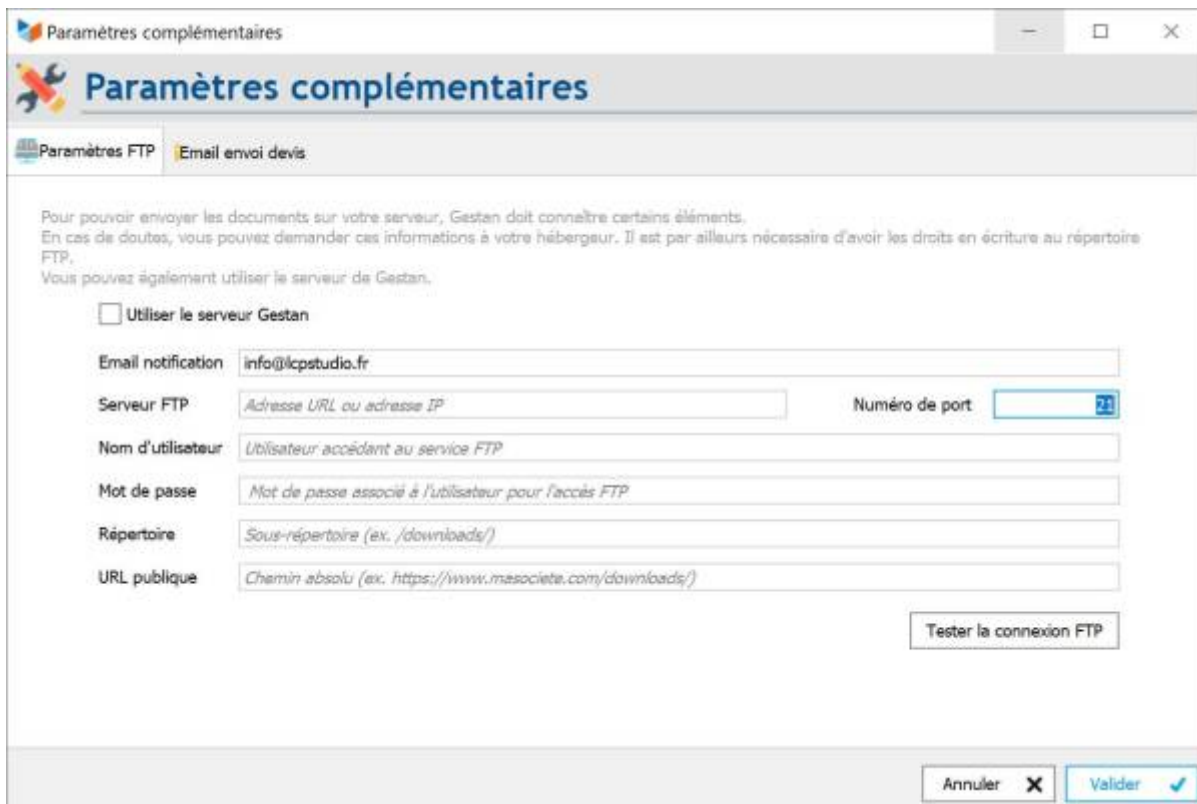 Paramètres complémentaires
Paramètres complémentaires
Paramètres FTP
Email envoi devis
Pour pouvoir envoyer les documents sur votre serveur, Gestan doit connaître certains éléments.
En cas de doutes, vous pouvez demander ces informations à votre hébergeur. Il est par ailleurs nécessaire d'avoir les droits en écriture au répertoire
FTP.
Vous pouvez également utiliser le serveur de Gestan.
Utiliser le serveur Gestan
Email notification info@lcpstudio.fr
Serveur FTP Adresse URL ou adresse IP Numéro de port 21
Nom d'utilisateur Utilisateur accédant au service FTP
Mot de passe Mot de passe associé à l'utilisateur pour l'accès FTP
Répertoire Sous-répertoire (ex. /downloads/)
URL publique Chemin absolu (ex. https://www.masociete.com/downloads/)
Tester la connexion FTP
Annuler Valider